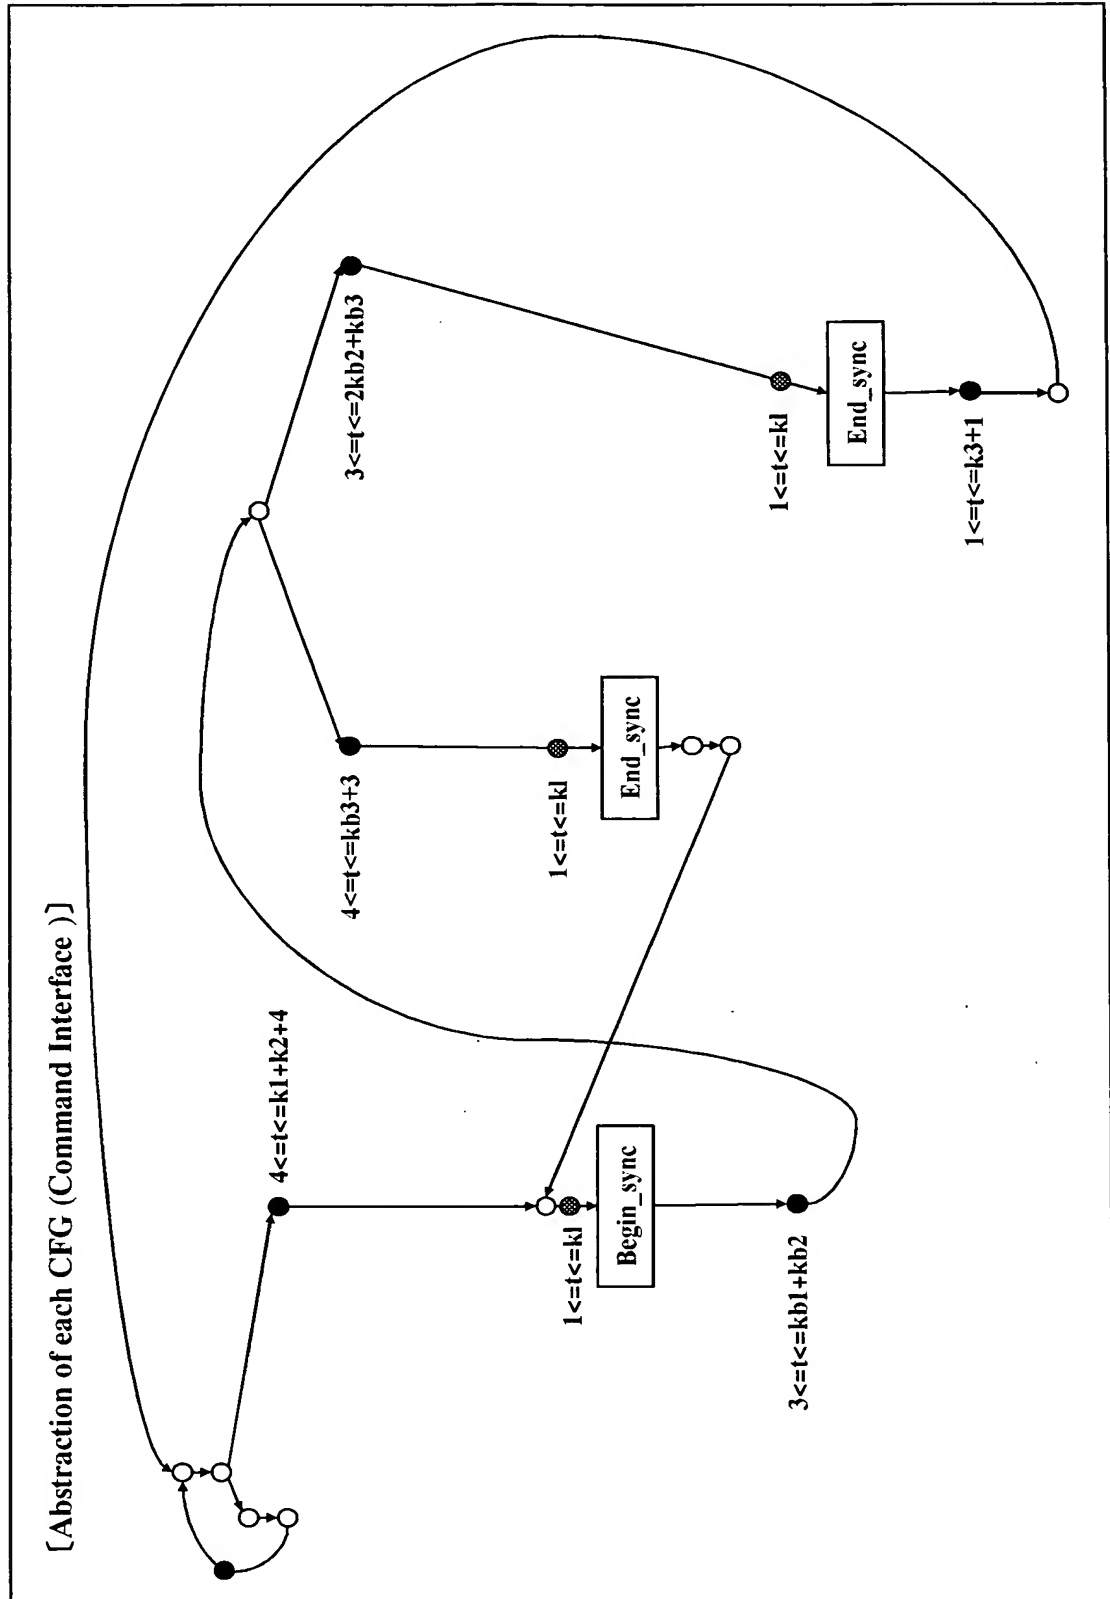 [Abstraction of each CFG (Command Interface )]
4<=t<=k1+k2+4
1<=t<=kl
Begin_sync
3<=t<=kb1+kb2
4<=t<=kb3+3
1<=t<=kl
End_sync
3<=t<=2kb2+kb3
1<=t<=kl
End_sync
1<=t<=k3+1